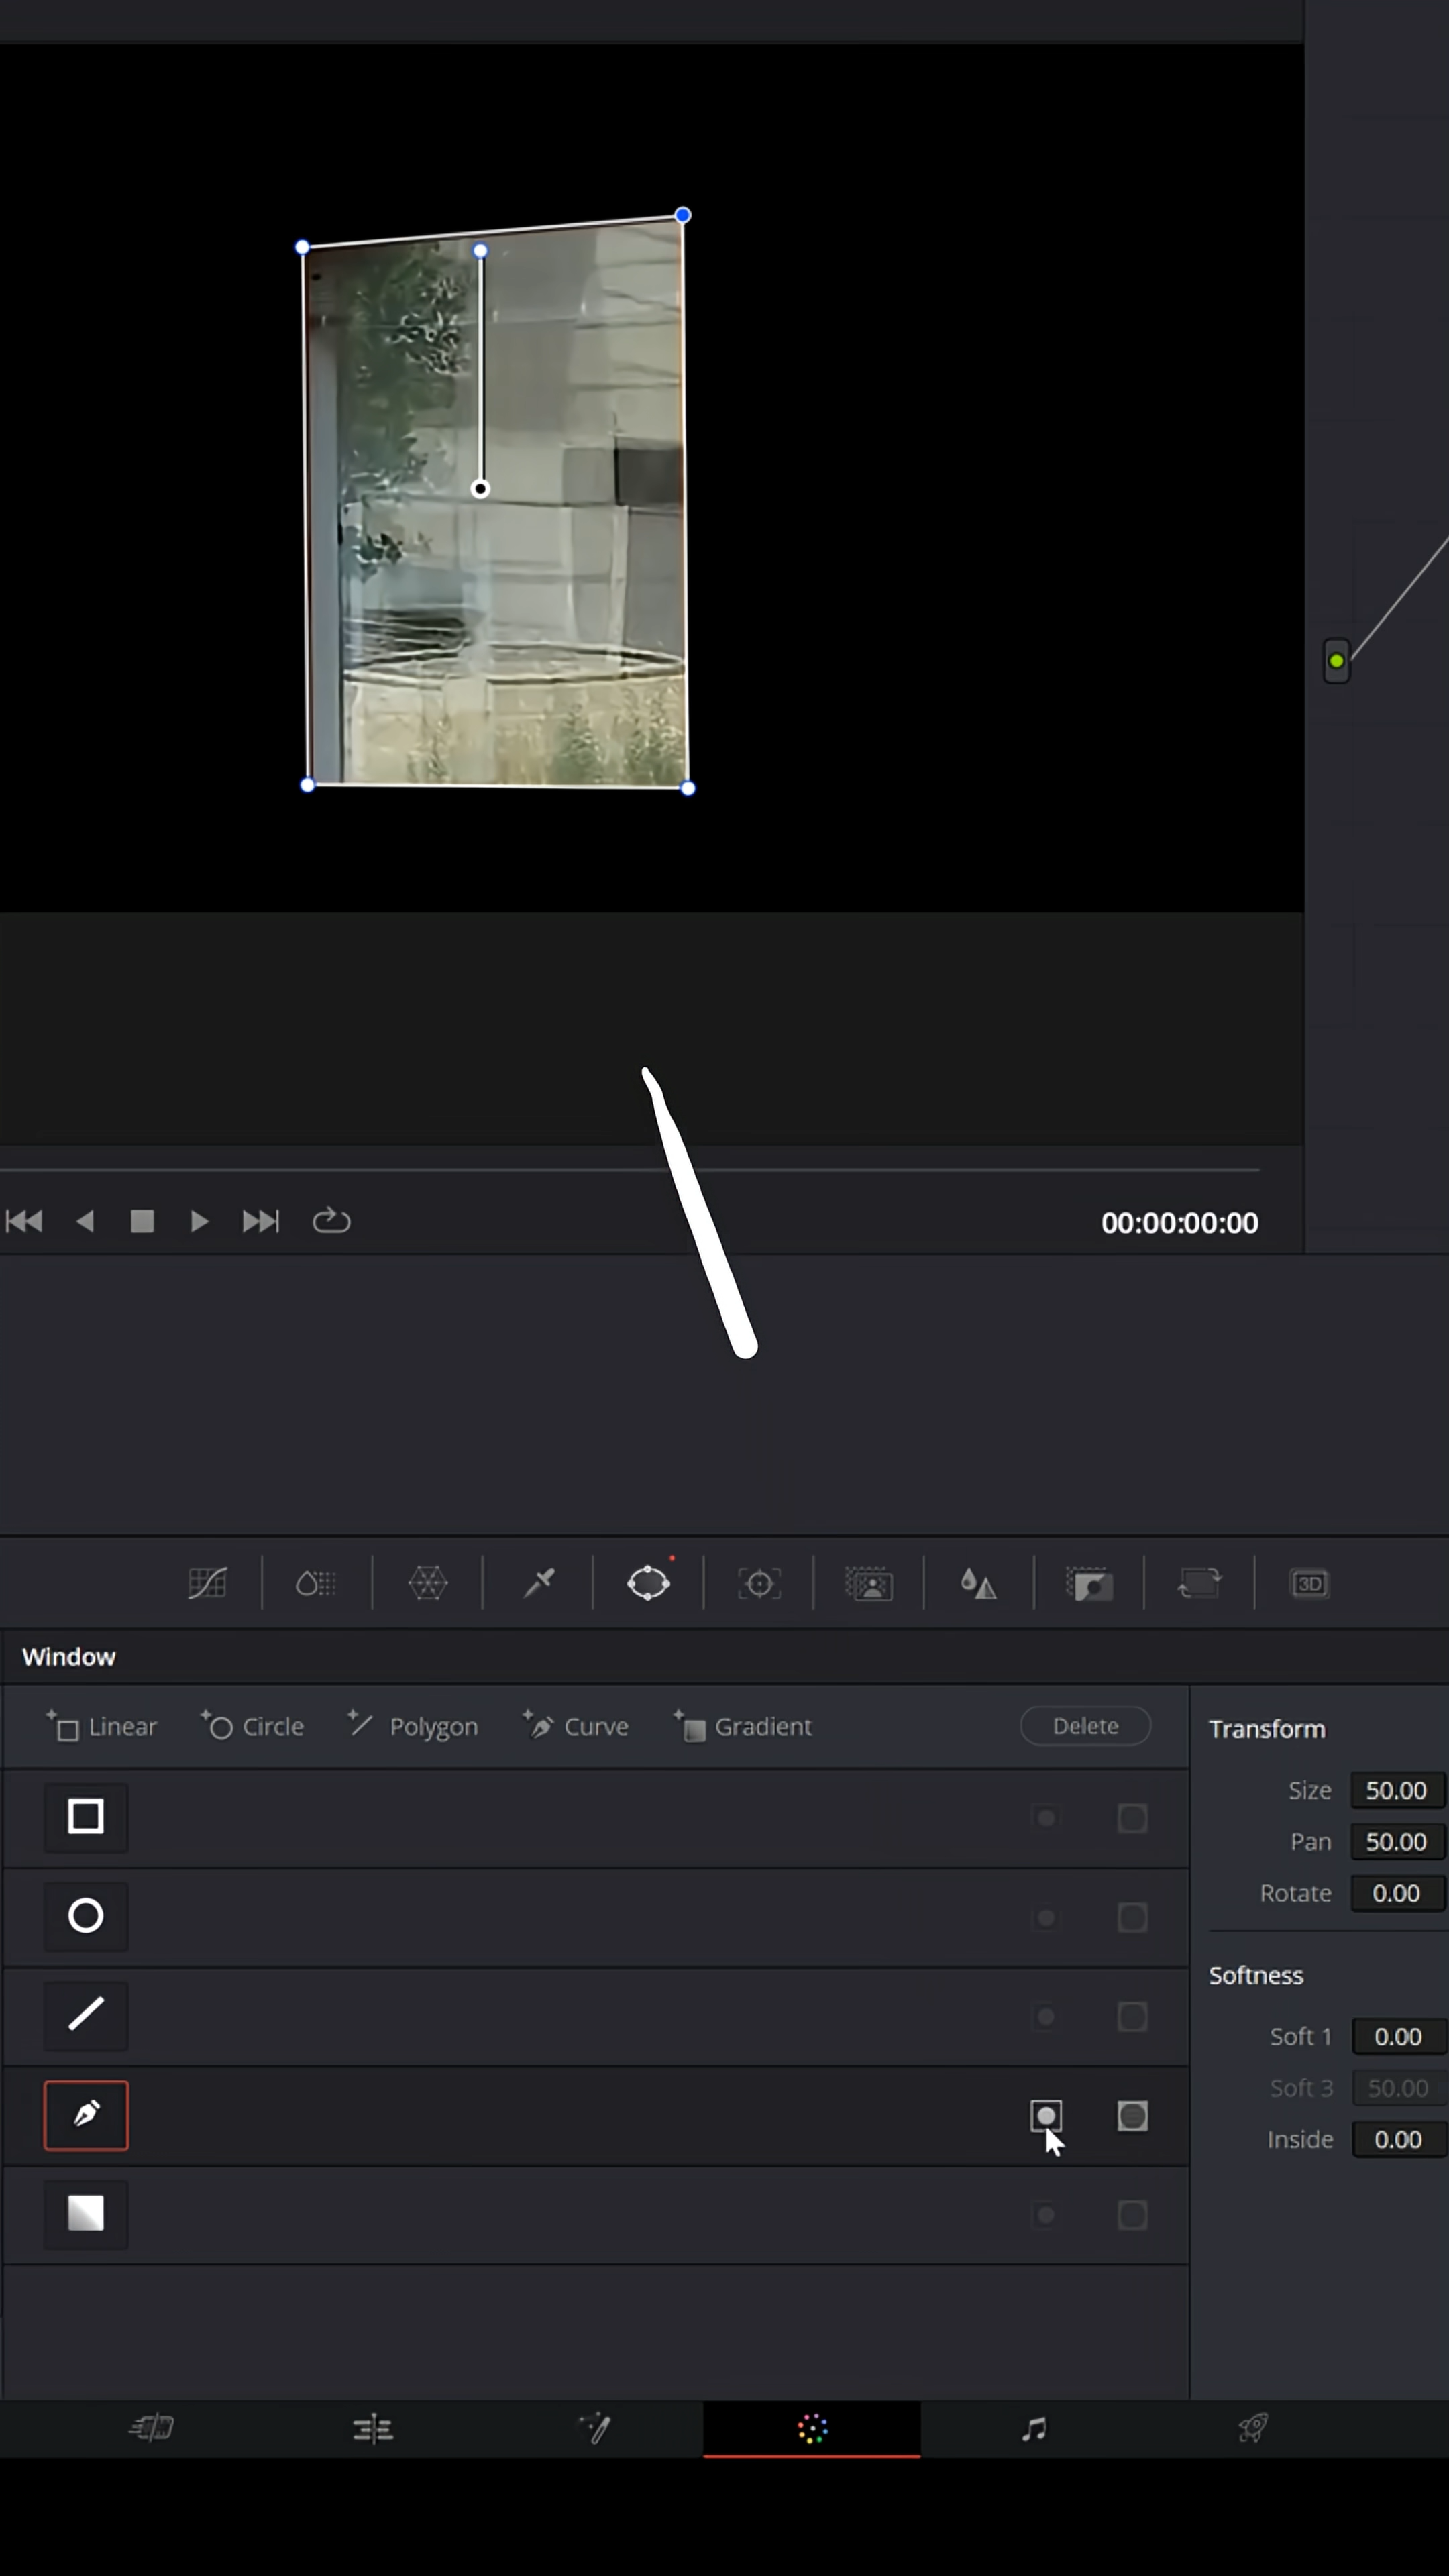 00:00:00:00
3D
Window
Linear Circle Polygon Curve Gradient Delete
Transform
Size 50.00
Pan 50.00
Rotate 0.00
Softness
Soft 1 0.00
Soft 3 50.00
Inside 0.00